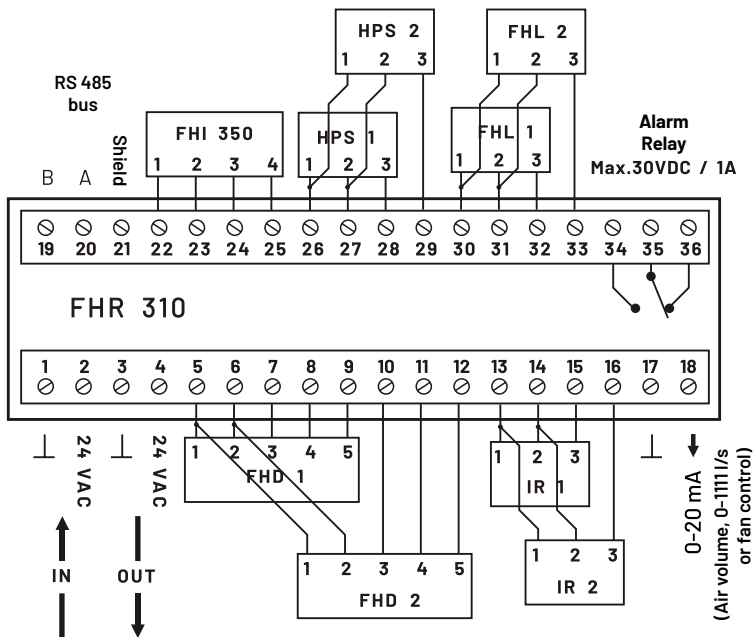 HPS 2
1 2 3
FHL 2
1 2 3
RS 485
bus
B A Shield
FHI 350
1 2 3 4
HPS 1
1 2 3
FHL 1
1 2 3
Alarm
Relay
Max.30VDC / 1A
19 20 21 22 23 24 25 26 27 28 29 30 31 32 33 34 35 36
FHR 310
1 2 3 4 5 6 7 8 9 10 11 12 13 14 15 16 17 18
24 VAC
24 VAC
IN
OUT
1 2 3 4 5
FHD 1
1 2 3 4 5
FHD 2
1 2 3
IR 1
1 2 3
IR 2
0-20 mA
(Air volume, 0-1111 l/s
or fan control)